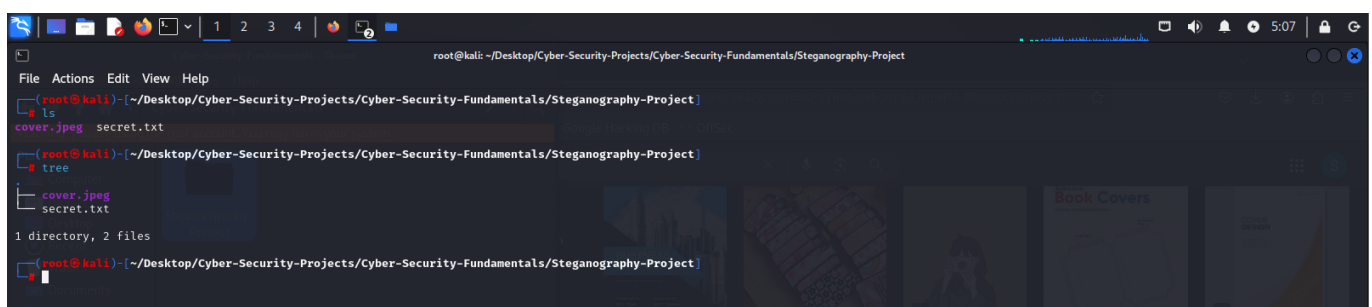 1 2 3 4 2 5:07
root@kali: ~/Desktop/Cyber-Security-Projects/Cyber-Security-Fundamentals/Steganography-Project
File Actions Edit View Help
┌──(root㉿kali)-[~/Desktop/Cyber-Security-Projects/Cyber-Security-Fundamentals/Steganography-Project]
└─# ls
cover.jpeg secret.txt
┌──(root㉿kali)-[~/Desktop/Cyber-Security-Projects/Cyber-Security-Fundamentals/Steganography-Project]
└─# tree
.
├── cover.jpeg
└── secret.txt
1 directory, 2 files
┌──(root㉿kali)-[~/Desktop/Cyber-Security-Projects/Cyber-Security-Fundamentals/Steganography-Project]
└─#
Book Covers